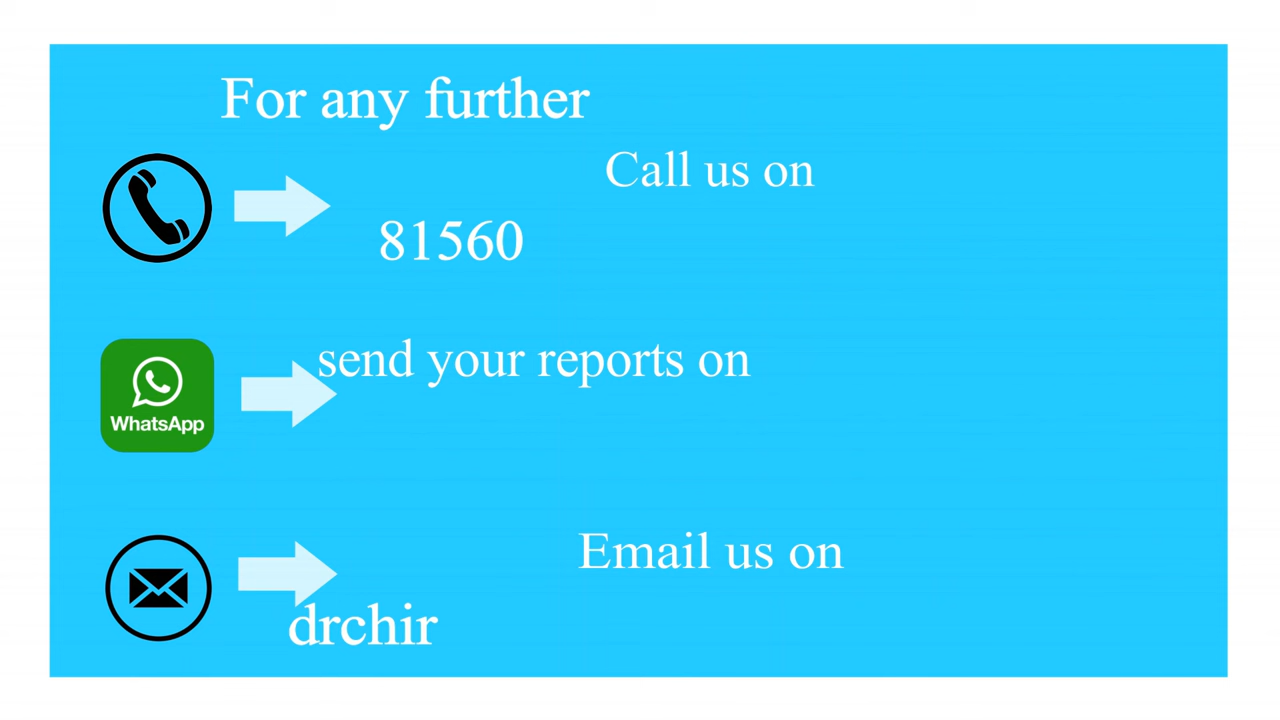 For any further
Call us on
81560
WhatsApp
send your reports on
Email us on
drchir